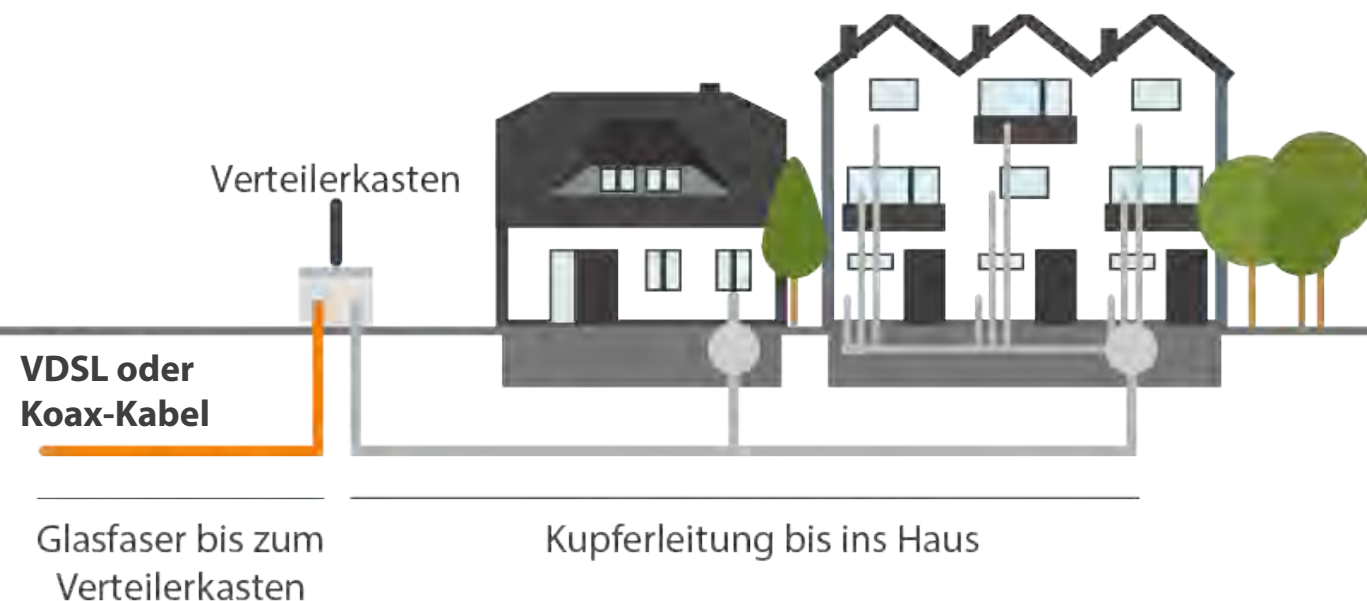 Verteilerkasten
VDSL oder
Koax-Kabel
Glasfaser bis zum
Verteilerkasten
Kupferleitung bis ins Haus